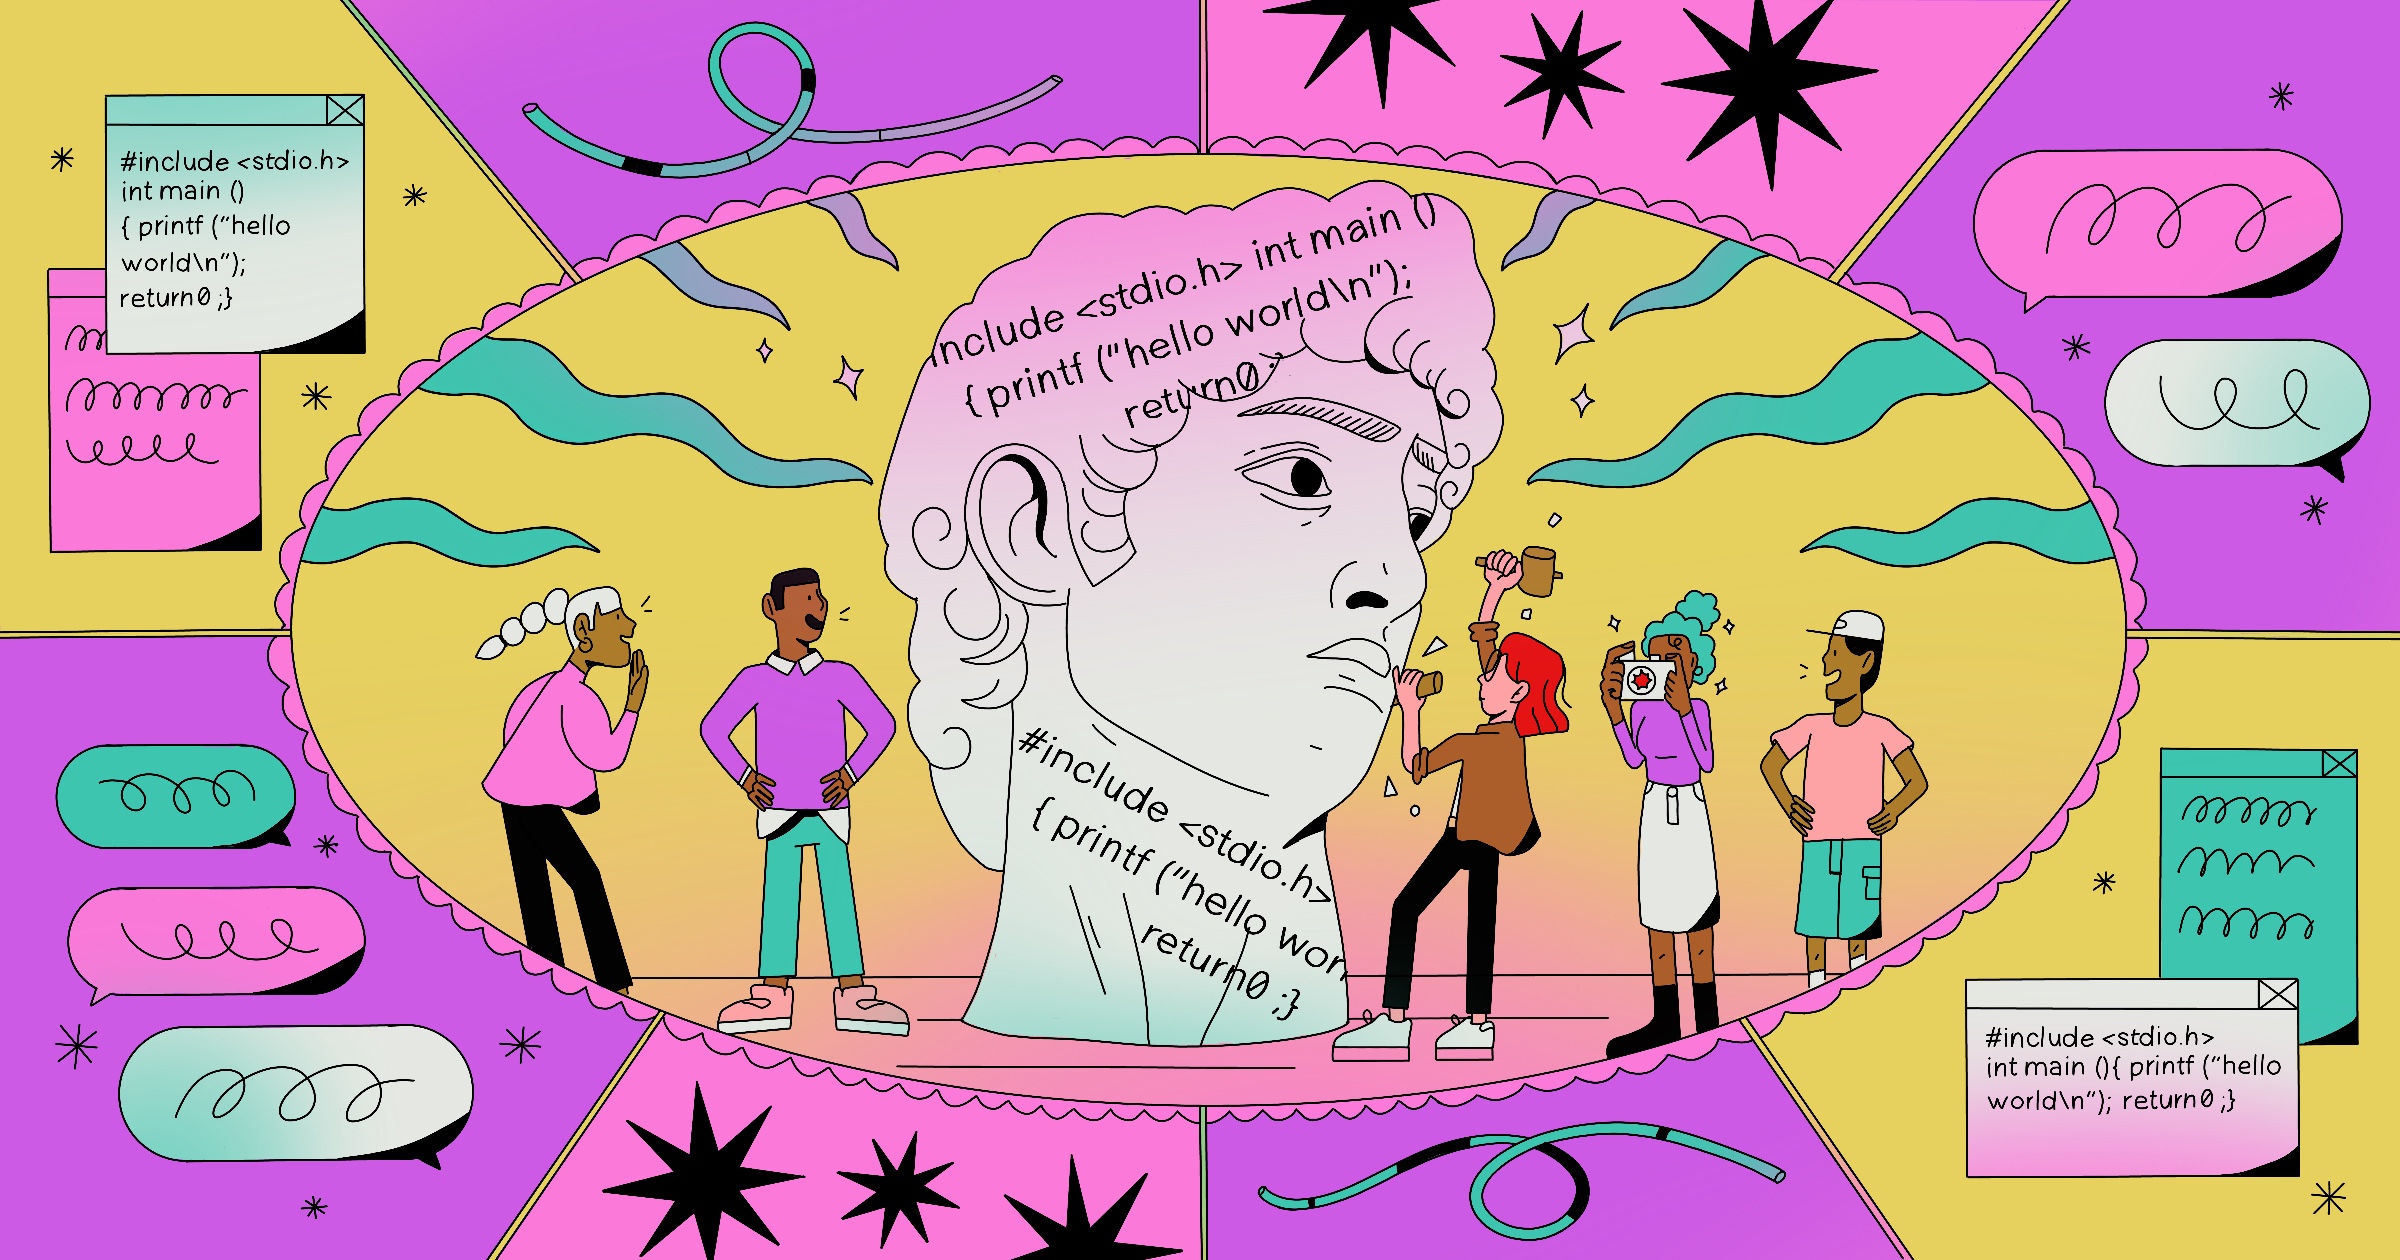 #include <stdio.h>
int main ()
{ printf ("hello
world\n");
return0 ;}
include <stdio.h> int main ()
{ printf ("hello world\n");
return0 ;
#include <stdio.h>
{ printf ("hello wor
return0 ;}
#include <stdio.h>
int main (){ printf ("hello
world\n"); return0 ;}